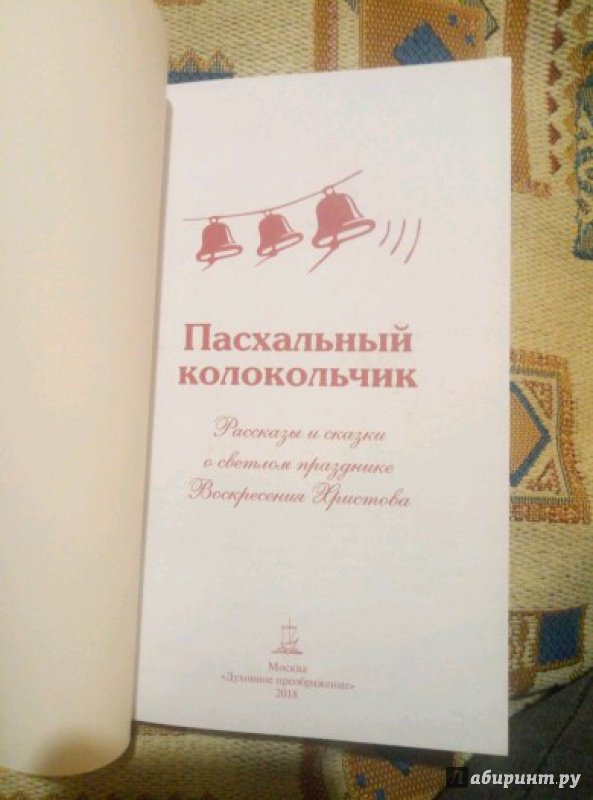 Пасхальный
колокольчик
Рассказы и сказки
о светлом празднике
Воскресения Христова
Москва
«Духовное преображение»
2018
Лабиринт.ру